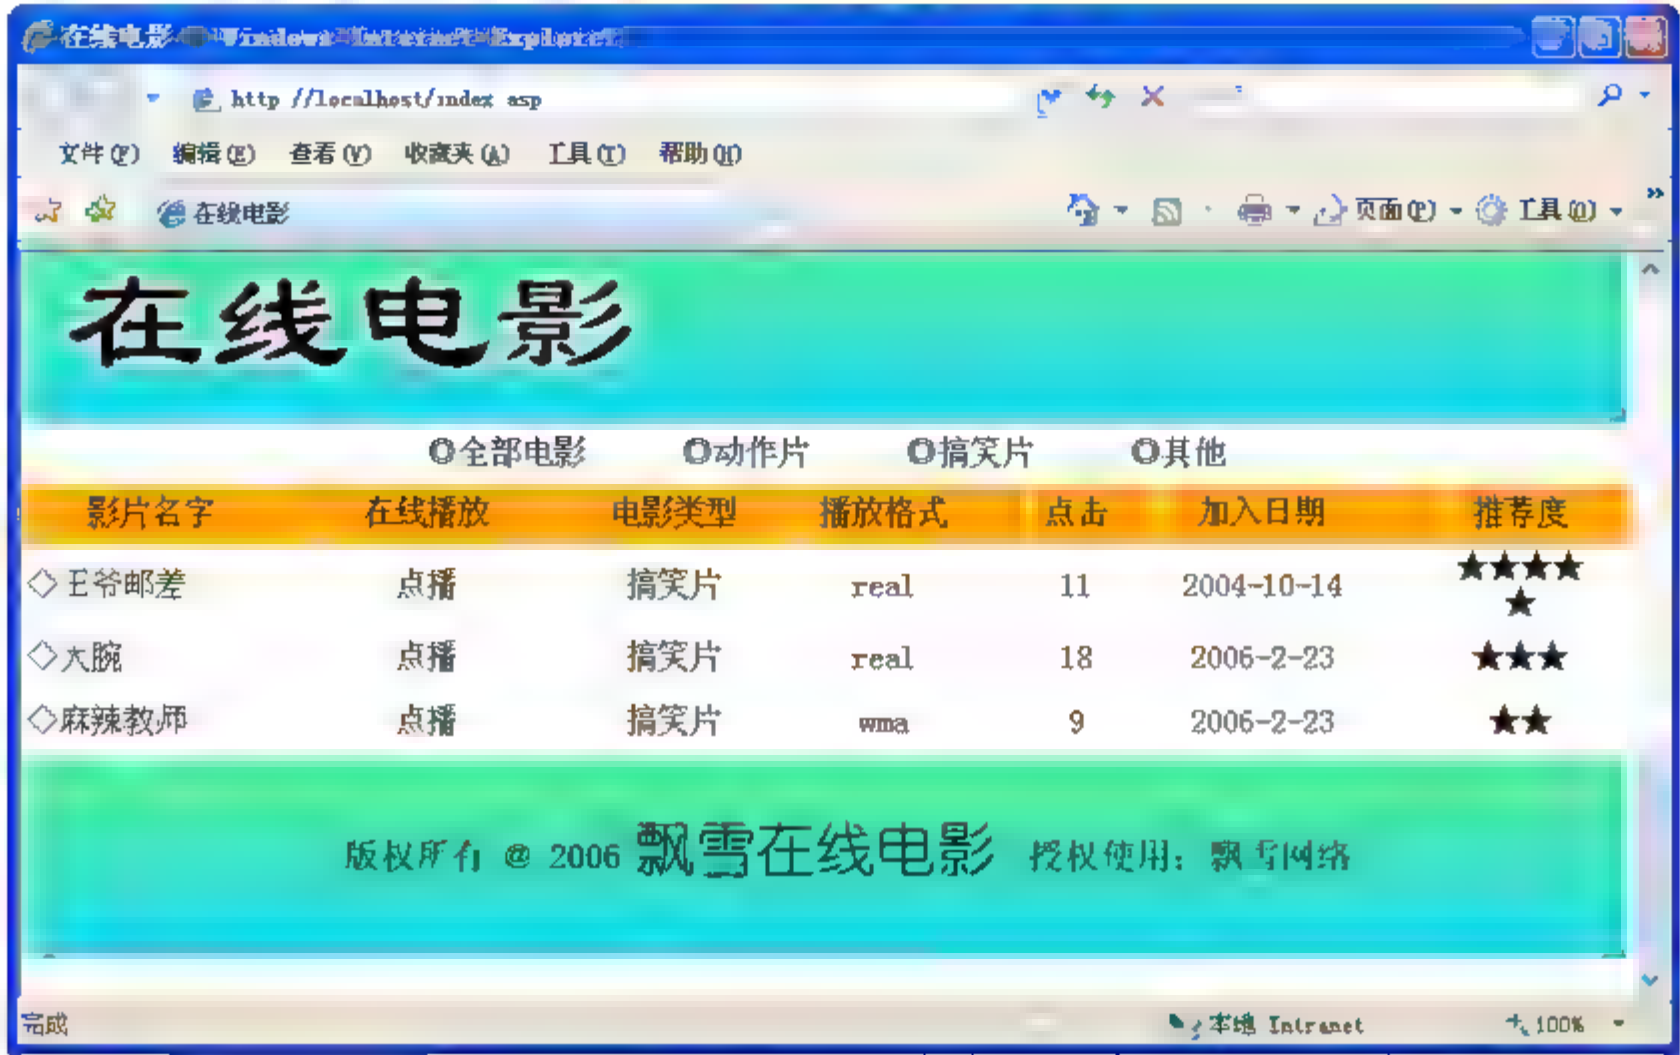 在线电影 - Windows Internet Explorer
http //localhost/index asp
文件(F) 编辑(E) 查看(V) 收藏夹(A) 工具(T) 帮助(H)
在线电影 页面(P) 工具(O) »
在线电影
◎全部电影 ◎动作片 ◎搞笑片 ◎其他
影片名字 在线播放 电影类型 播放格式 点击 加入日期 推荐度
◇王爷邮差 点播 搞笑片 real 11 2004-10-14 ★★★★
★
◇大腕 点播 搞笑片 real 18 2006-2-23 ★★★
◇麻辣教师 点播 搞笑片 wma 9 2006-2-23 ★★
版权所有 @ 2006 飘雪在线电影 授权使用：飘雪网络
完成 本地 Intranet 100%